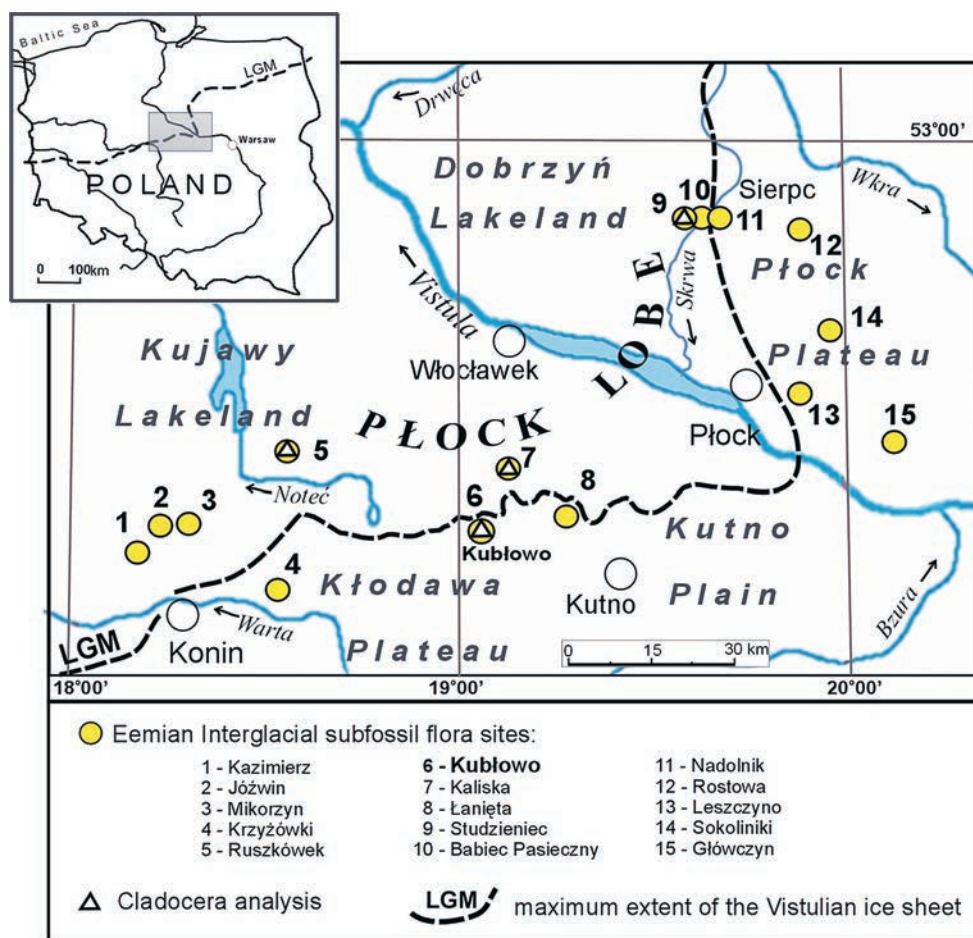 Baltic Sea
LGM
Warsaw
POLAND
0 100km
Drwęca
53°00'
Dobrzyń
Lakeland
9 10 11
Sierpc
Wkra
12
Płock
Skrwa
Vistula
14
Kujawy
Lakeland
Włocławek
Plateau
PŁOCK LOBE
13
15
Płock
5
7
Noteć
8
6
Kubłowo
1 2 3
4
Kutno
Plain
Kłodawa
Plateau
Kutno
Bzura
Warta
Konin
LGM
0 15 30 km
18°00' 19°00' 20°00'
Eemian Interglacial subfossil flora sites:
1 - Kazimierz
2 - Jóźwin
3 - Mikorzyn
4 - Krzyżówki
5 - Ruszkówek
6 - Kubłowo
7 - Kaliska
8 - Łanięta
9 - Studzieniec
10 - Babiec Pasieczny
11 - Nadolnik
12 - Rostowa
13 - Leszczyno
14 - Sokoliniki
15 - Główczyn
Cladocera analysis
LGM maximum extent of the Vistulian ice sheet